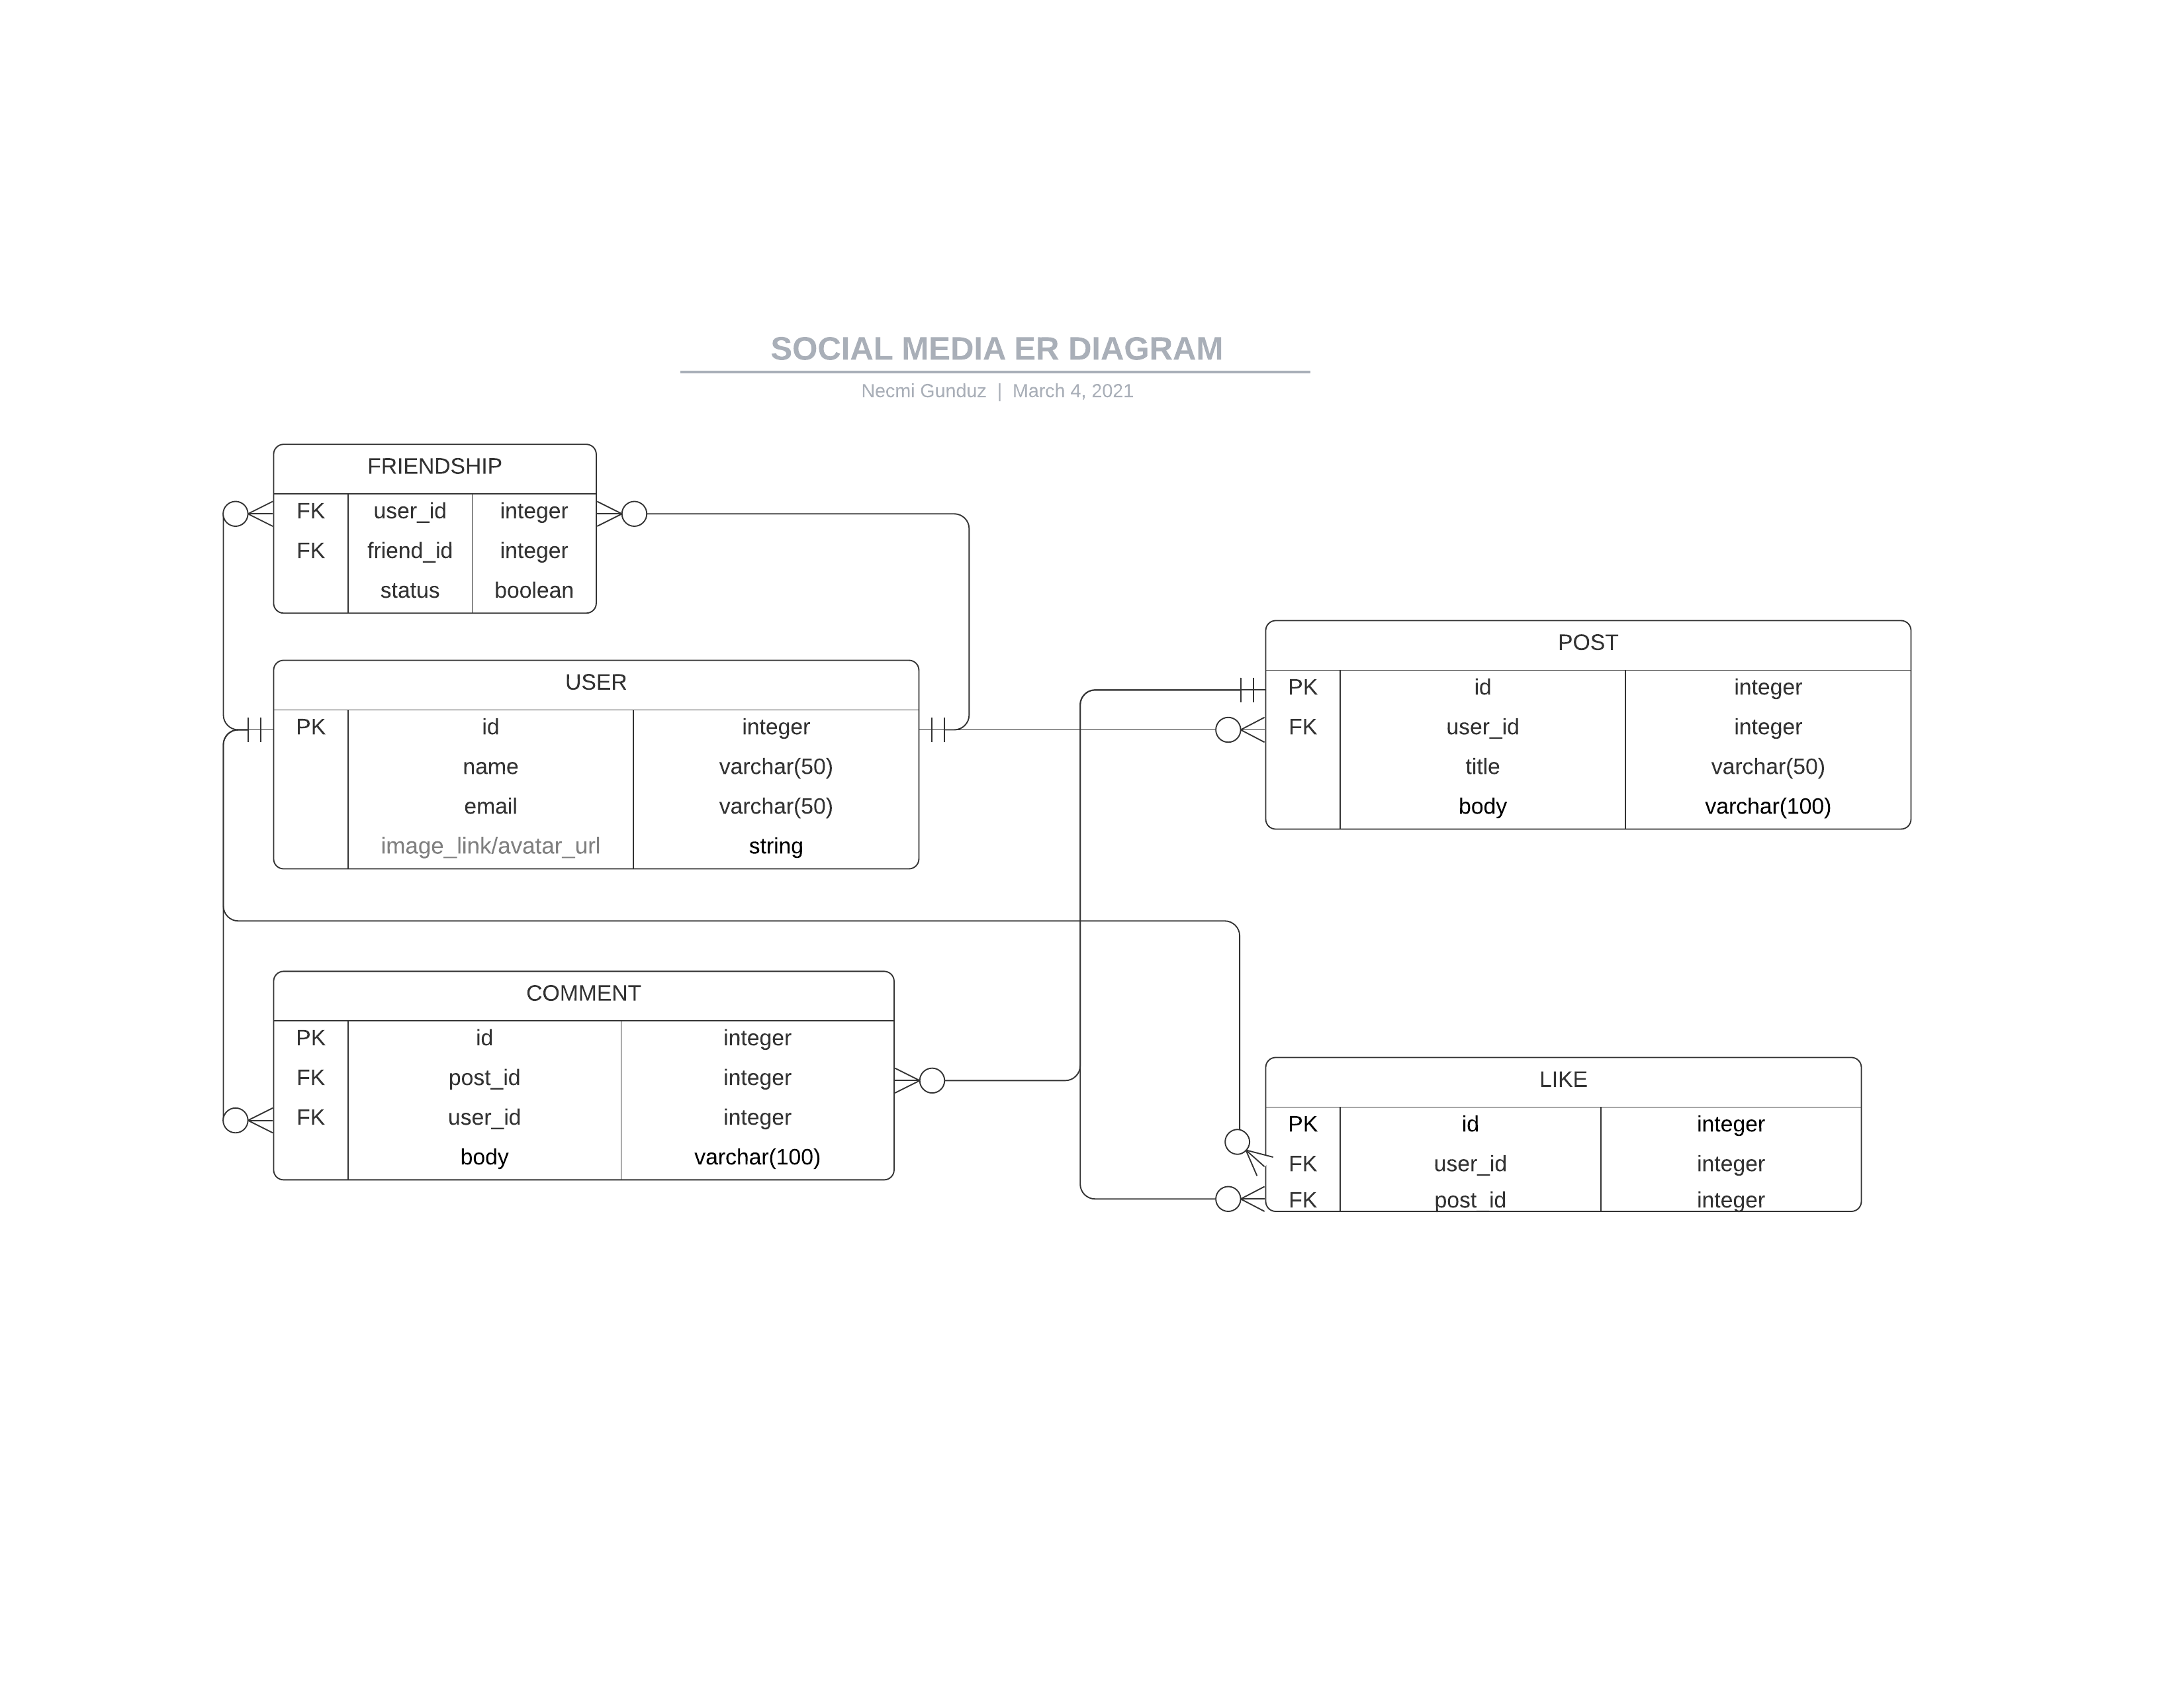 SOCIAL MEDIA ER DIAGRAM
Necmi Gunduz | March 4, 2021
FRIENDSHIP
FK user_id integer
FK friend_id integer
status boolean
USER
PK id integer
name varchar(50)
email varchar(50)
image_link/avatar_url string
POST
PK id integer
FK user_id integer
title varchar(50)
body varchar(100)
COMMENT
PK id integer
FK post_id integer
FK user_id integer
body varchar(100)
LIKE
PK id integer
FK user_id integer
FK post_id integer